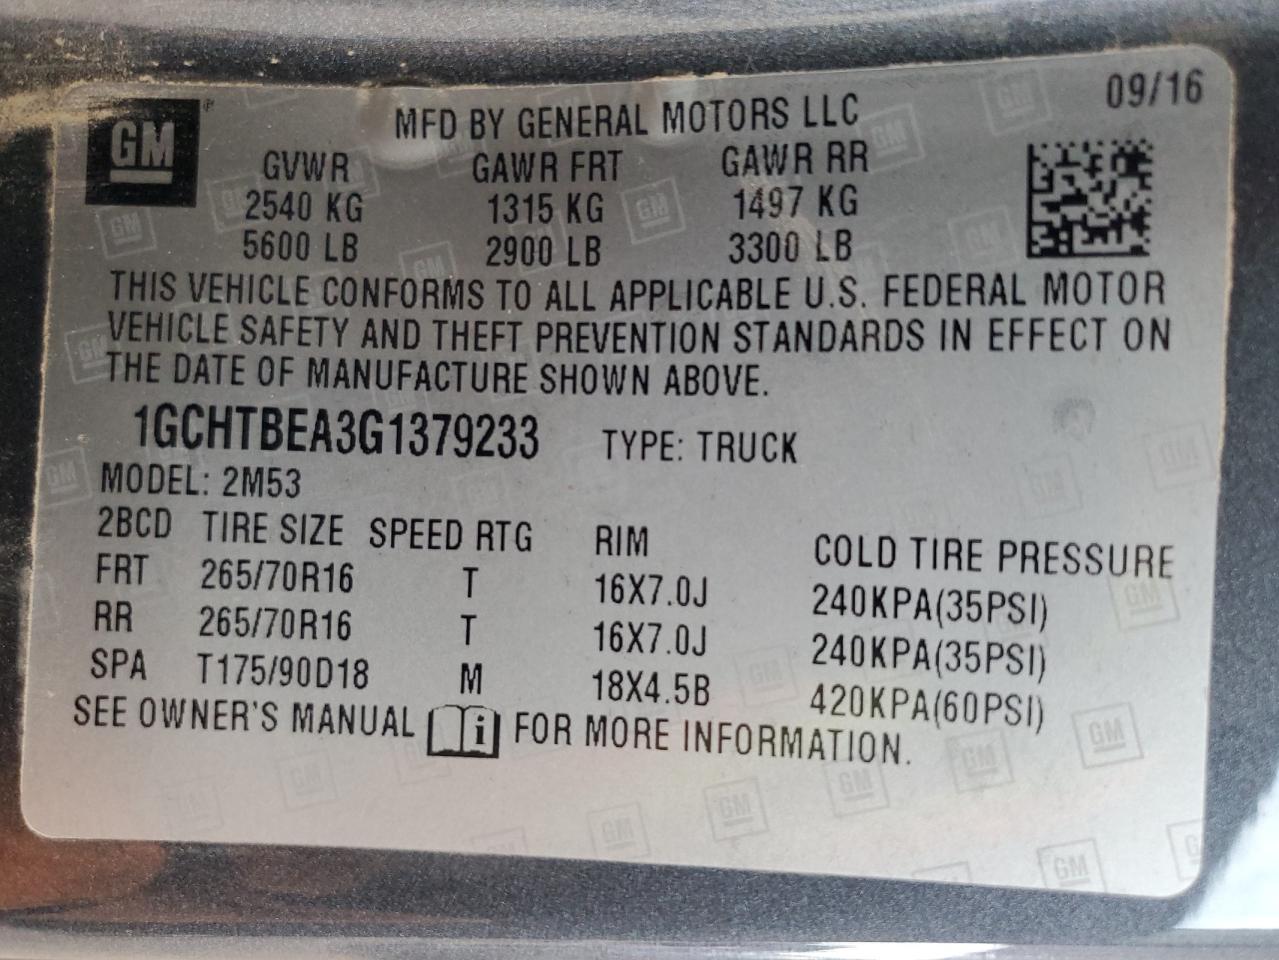 GM
09/16
MFD BY GENERAL MOTORS LLC
GVWR GAWR FRT GAWR RR
2540 KG 1315 KG 1497 KG
5600 LB 2900 LB 3300 LB
THIS VEHICLE CONFORMS TO ALL APPLICABLE U.S. FEDERAL MOTOR
VEHICLE SAFETY AND THEFT PREVENTION STANDARDS IN EFFECT ON
THE DATE OF MANUFACTURE SHOWN ABOVE.
1GCHTBEA3G1379233 TYPE: TRUCK
MODEL: 2M53
2BCD TIRE SIZE SPEED RTG RIM COLD TIRE PRESSURE
FRT 265/70R16 T 16X7.0J 240KPA(35PSI)
RR 265/70R16 T 16X7.0J 240KPA(35PSI)
SPA T175/90D18 M 18X4.5B 420KPA(60PSI)
SEE OWNER'S MANUAL i FOR MORE INFORMATION.